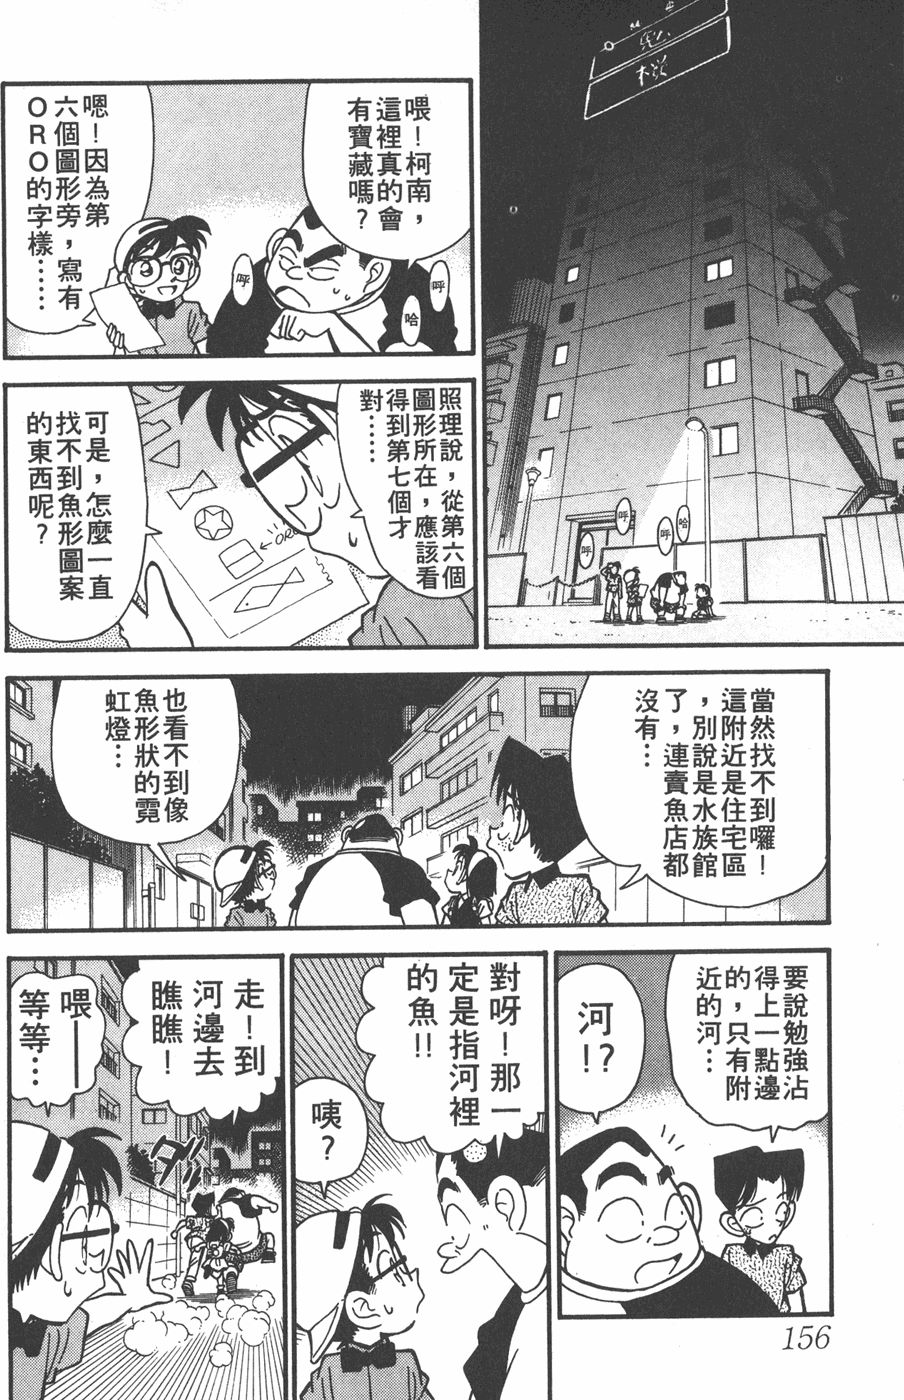 呼
哈
呼
呼
喂！柯南，
這裡真的會
有寶藏嗎？
呼
哈
呼
嗯！因為第
六個圖形旁，寫有
ＯＲＯ的字樣……
照理說，從第六個
圖形所在，應該看
得到第七個才
對……
←ORO
可是，怎麼一直
找不到魚形圖案
的東西呢？
當然找不到囉！
這附近是住宅區
，別說是水族館
了，連賣魚店都
沒有…
也看不到像
魚形狀的霓
虹燈…
要說勉強沾
得上一點邊
的，只有附
近的河…
河!?
對呀！那一
定是指河裡
的魚!!
咦？
走！到
河邊去
瞧瞧！
喂——
等等…
156